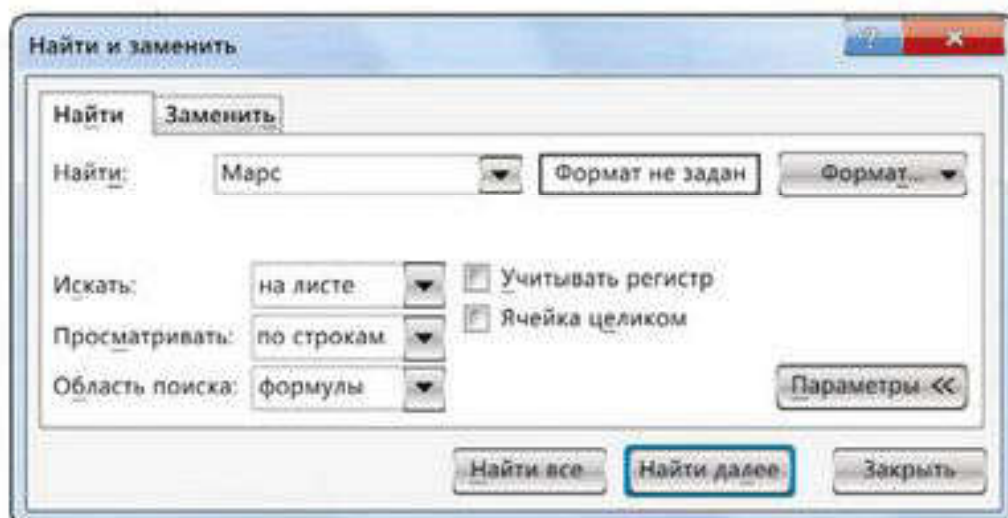 Найти и заменить
Найти Заменить
Найти: Марс Формат не задан Формат...
Искать: на листе Учитывать регистр
Ячейка целиком
Просматривать: по строкам
Область поиска: формулы Параметры <<
Найти все Найти далее Закрыть